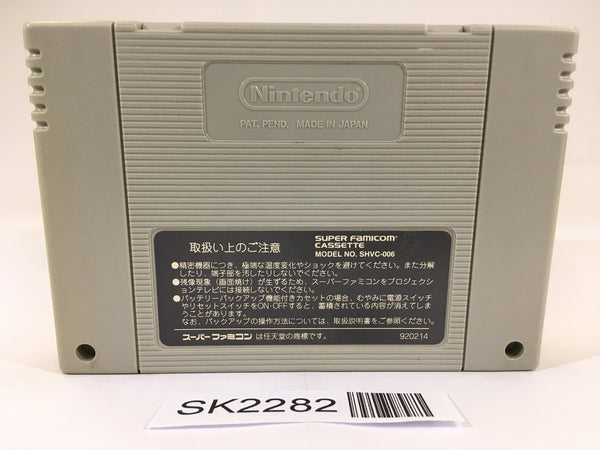 Nintendo
PAT. PEND. MADE IN JAPAN
取扱い上のご注意
SUPER FAMICOM
CASSETTE
MODEL NO. SHVC-006
●精密機器につき、極端な温度変化やショックを避けてください。また分解
したり、端子部を汚したりしないでください。
●残像現象(画面焼け)が生ずるため、スーパーファミコンをプロジェクシ
ョンテレビには接続しないでください。
●バッテリーバックアップ機能付きカセットの場合、むやみに電源スイッチ
やリセットスイッチをON-OFFすると、蓄積されている内容が消えてしま
うことがあります。
なお、バックアップの操作方法については、取扱説明書をご参照ください。
スーパーファミコン は任天堂の商標です。
920214
SK2282